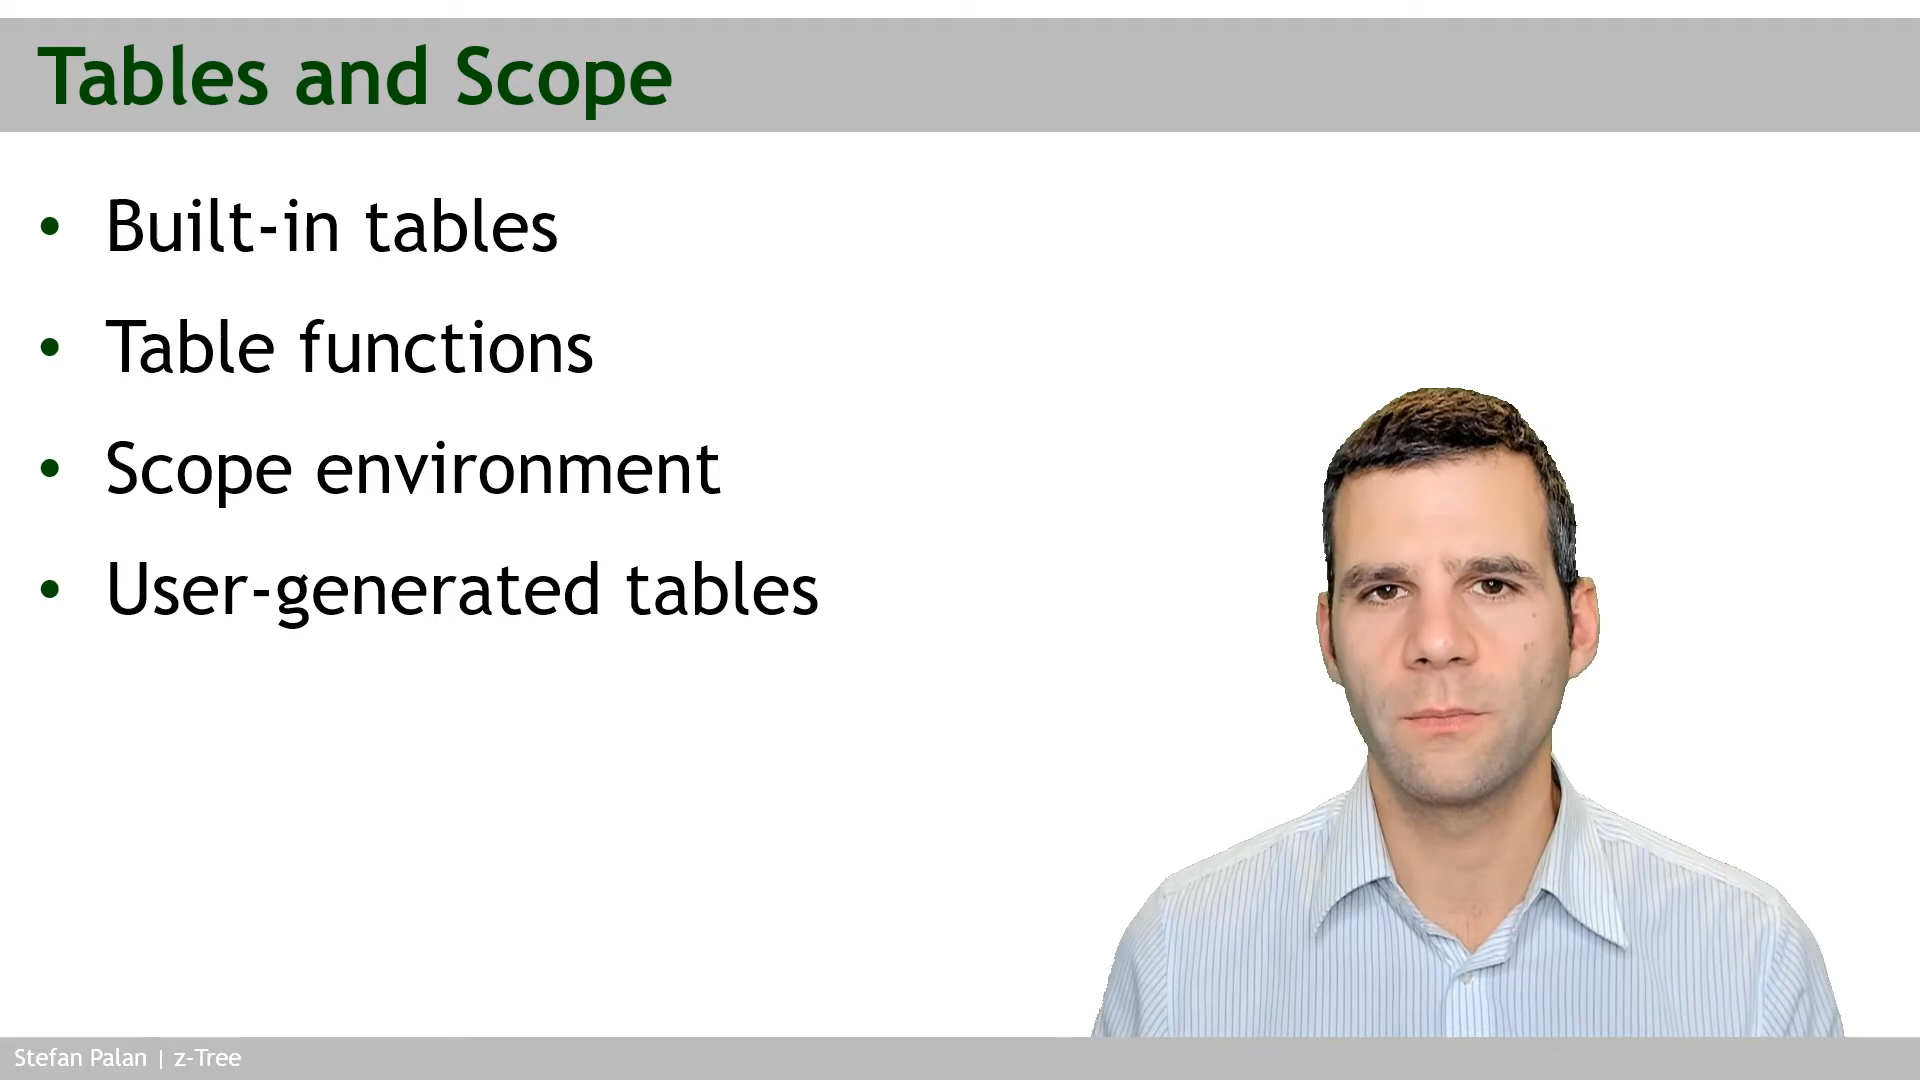 Tables and Scope
• Built-in tables
• Table functions
• Scope environment
• User-generated tables
Stefan Palan | z-Tree